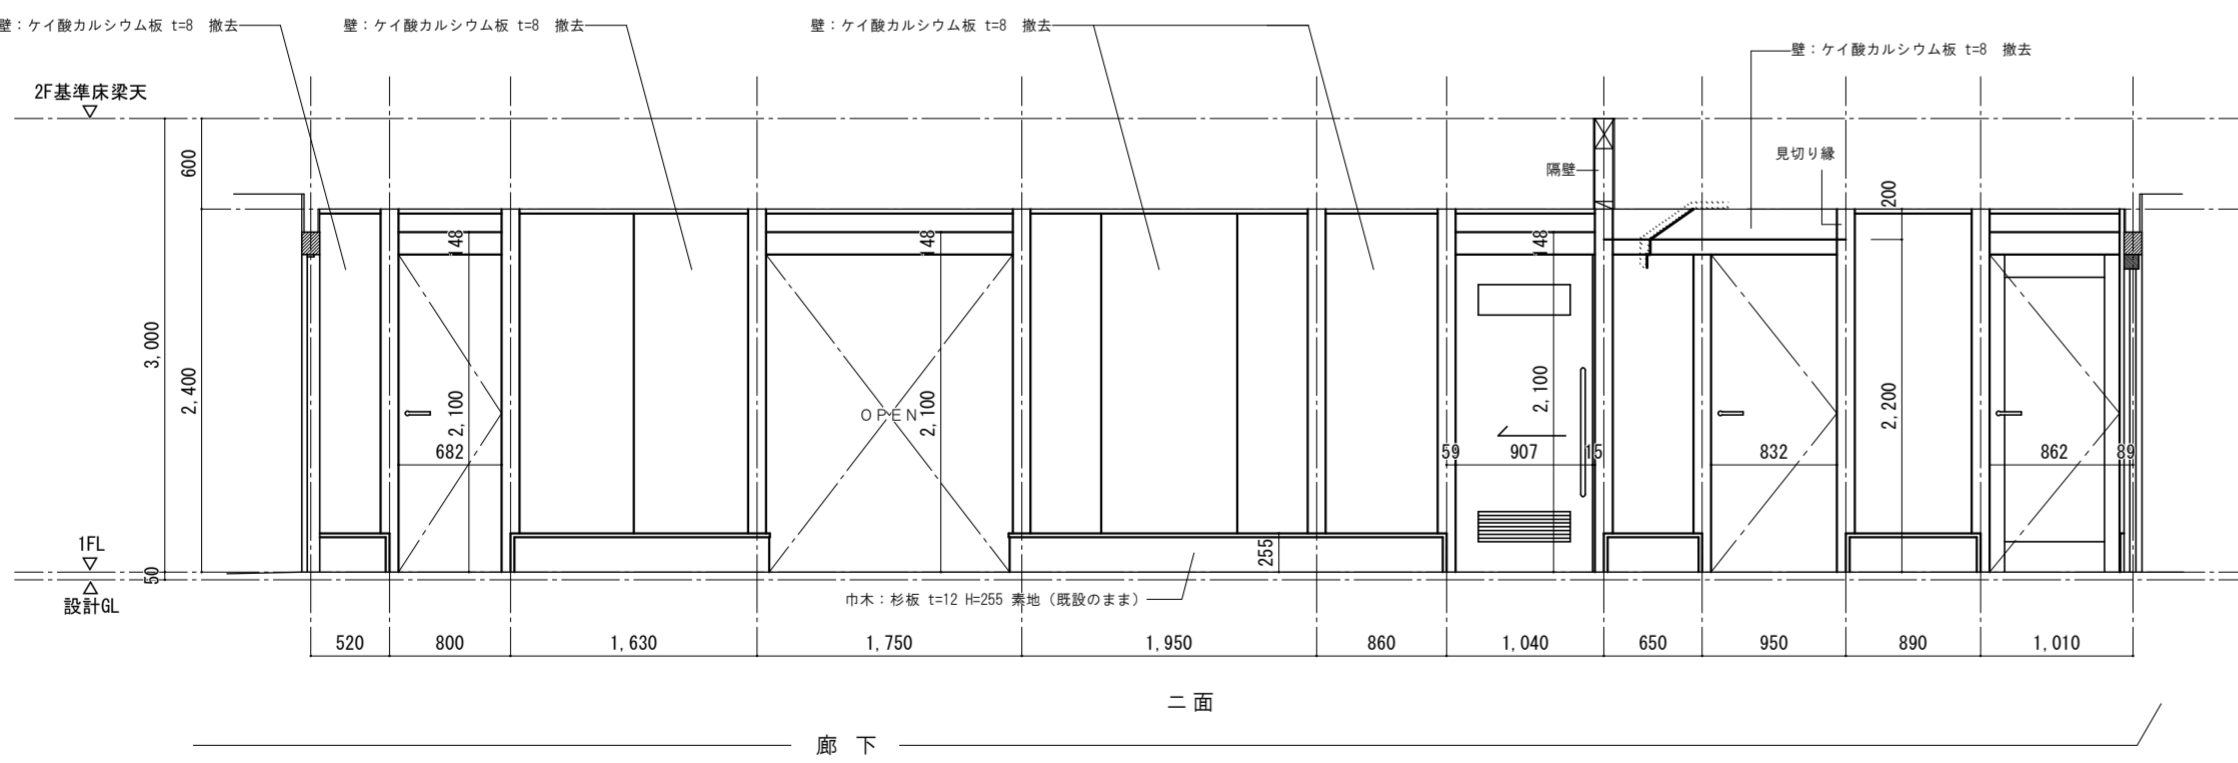 壁：ケイ酸カルシウム板 t=8　撤去
壁：ケイ酸カルシウム板 t=8　撤去
壁：ケイ酸カルシウム板 t=8　撤去
壁：ケイ酸カルシウム板 t=8　撤去
2F基準床梁天
600
見切り縁
隔壁
200
148
148
148
3,000
2,400
2,100
2,100
2,100
2,200
OPEN
682
59
907
15
832
862
89
1FL
255
50
設計GL
巾木：杉板 t=12 H=255 素地（既設のまま）
520
800
1,630
1,750
1,950
860
1,040
650
950
890
1,010
ニ面
廊 下